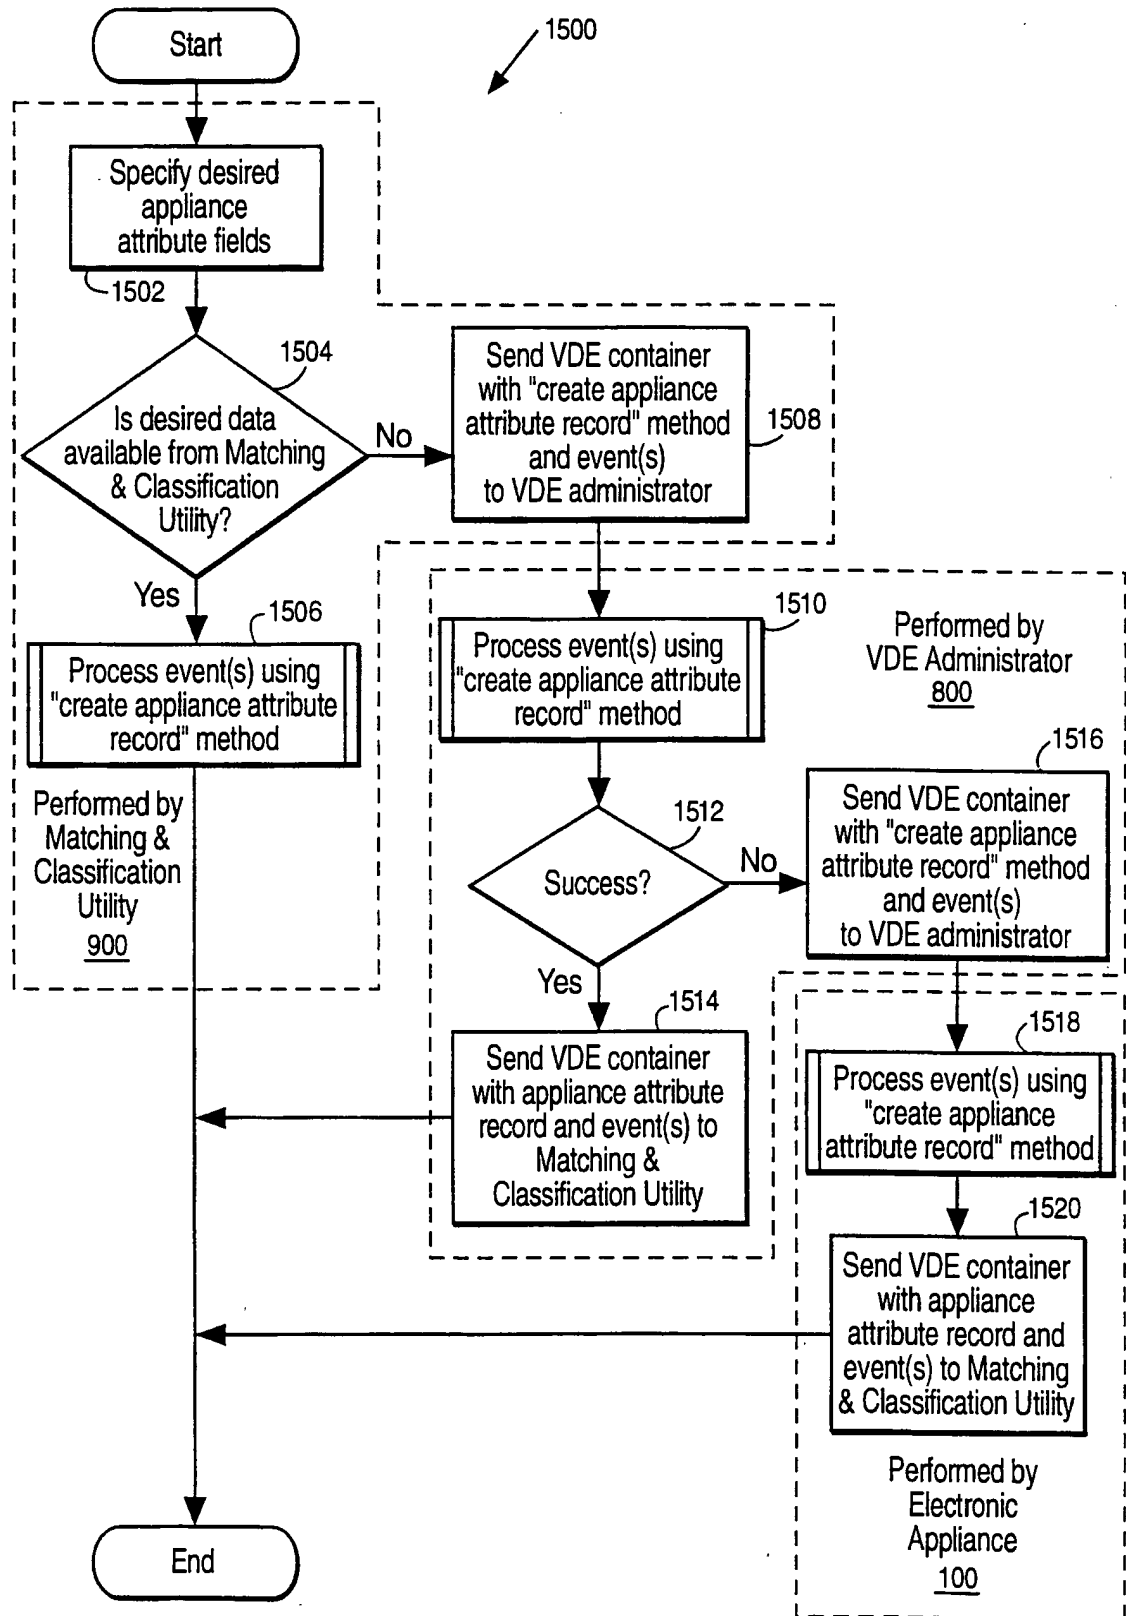 Start
1500
Specify desired
appliance
attribute fields
1502
1504
Is desired data
available from Matching
& Classification
Utility?
No
Send VDE container
with "create appliance
attribute record" method
and event(s)
to VDE administrator
1508
Yes
1506
Process event(s) using
"create appliance attribute
record" method
Performed by
Matching &
Classification
Utility
900
1510
Process event(s) using
"create appliance attribute
record" method
Performed by
VDE Administrator
800
1512
Success?
No
1516
Send VDE container
with "create appliance
attribute record" method
and event(s)
to VDE administrator
Yes
1514
Send VDE container
with appliance attribute
record and event(s) to
Matching &
Classification Utility
1518
Process event(s) using
"create appliance
attribute record" method
1520
Send VDE container
with appliance
attribute record and
event(s) to Matching
& Classification Utility
Performed by
Electronic
Appliance
100
End